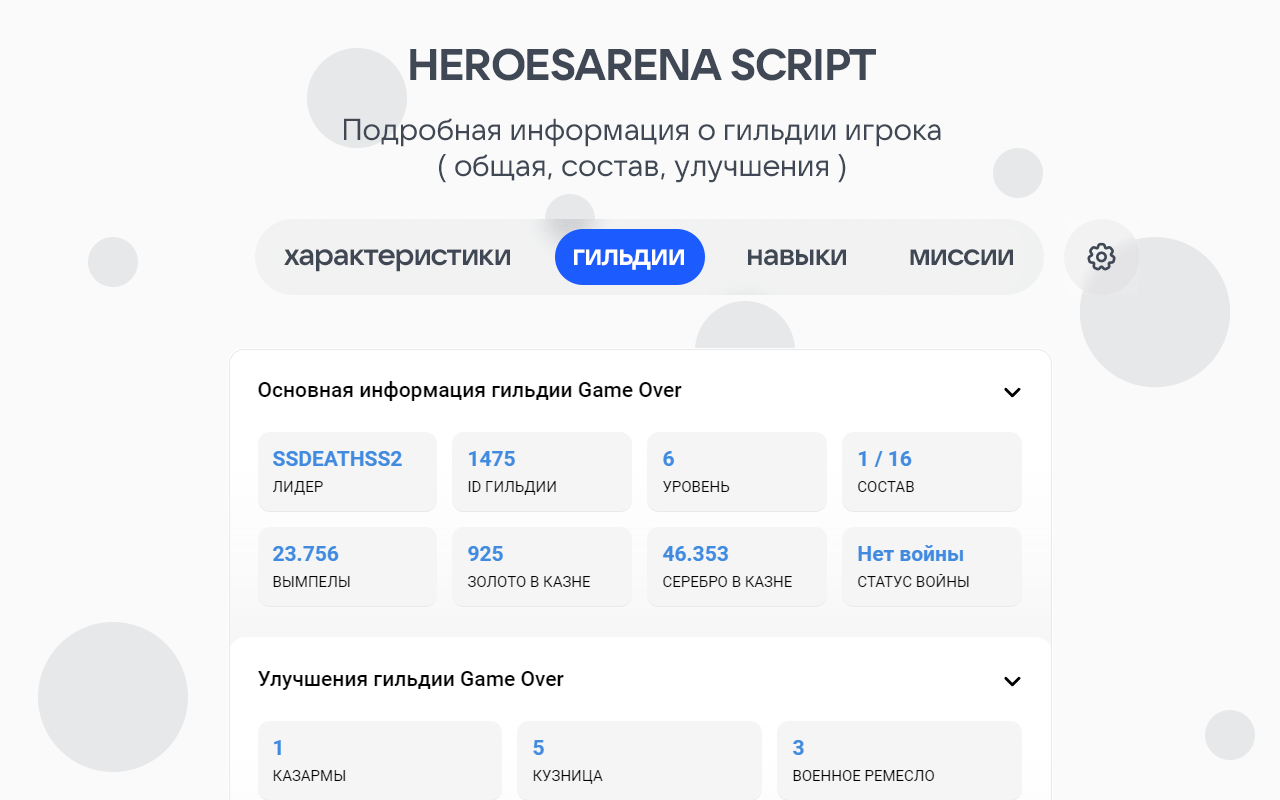 HEROESARENA SCRIPT
Подробная информация о гильдии игрока
( общая, состав, улучшения )
характеристики гильдии навыки миссии
Основная информация гильдии Game Over
SSDEATHSS2 1475 6 1 / 16
ЛИДЕР ID ГИЛЬДИИ УРОВЕНЬ СОСТАВ
23.756 925 46.353 Нет войны
ВЫМПЕЛЫ ЗОЛОТО В КАЗНЕ СЕРЕБРО В КАЗНЕ СТАТУС ВОЙНЫ
Улучшения гильдии Game Over
1 5 3
КАЗАРМЫ КУЗНИЦА ВОЕННОЕ РЕМЕСЛО